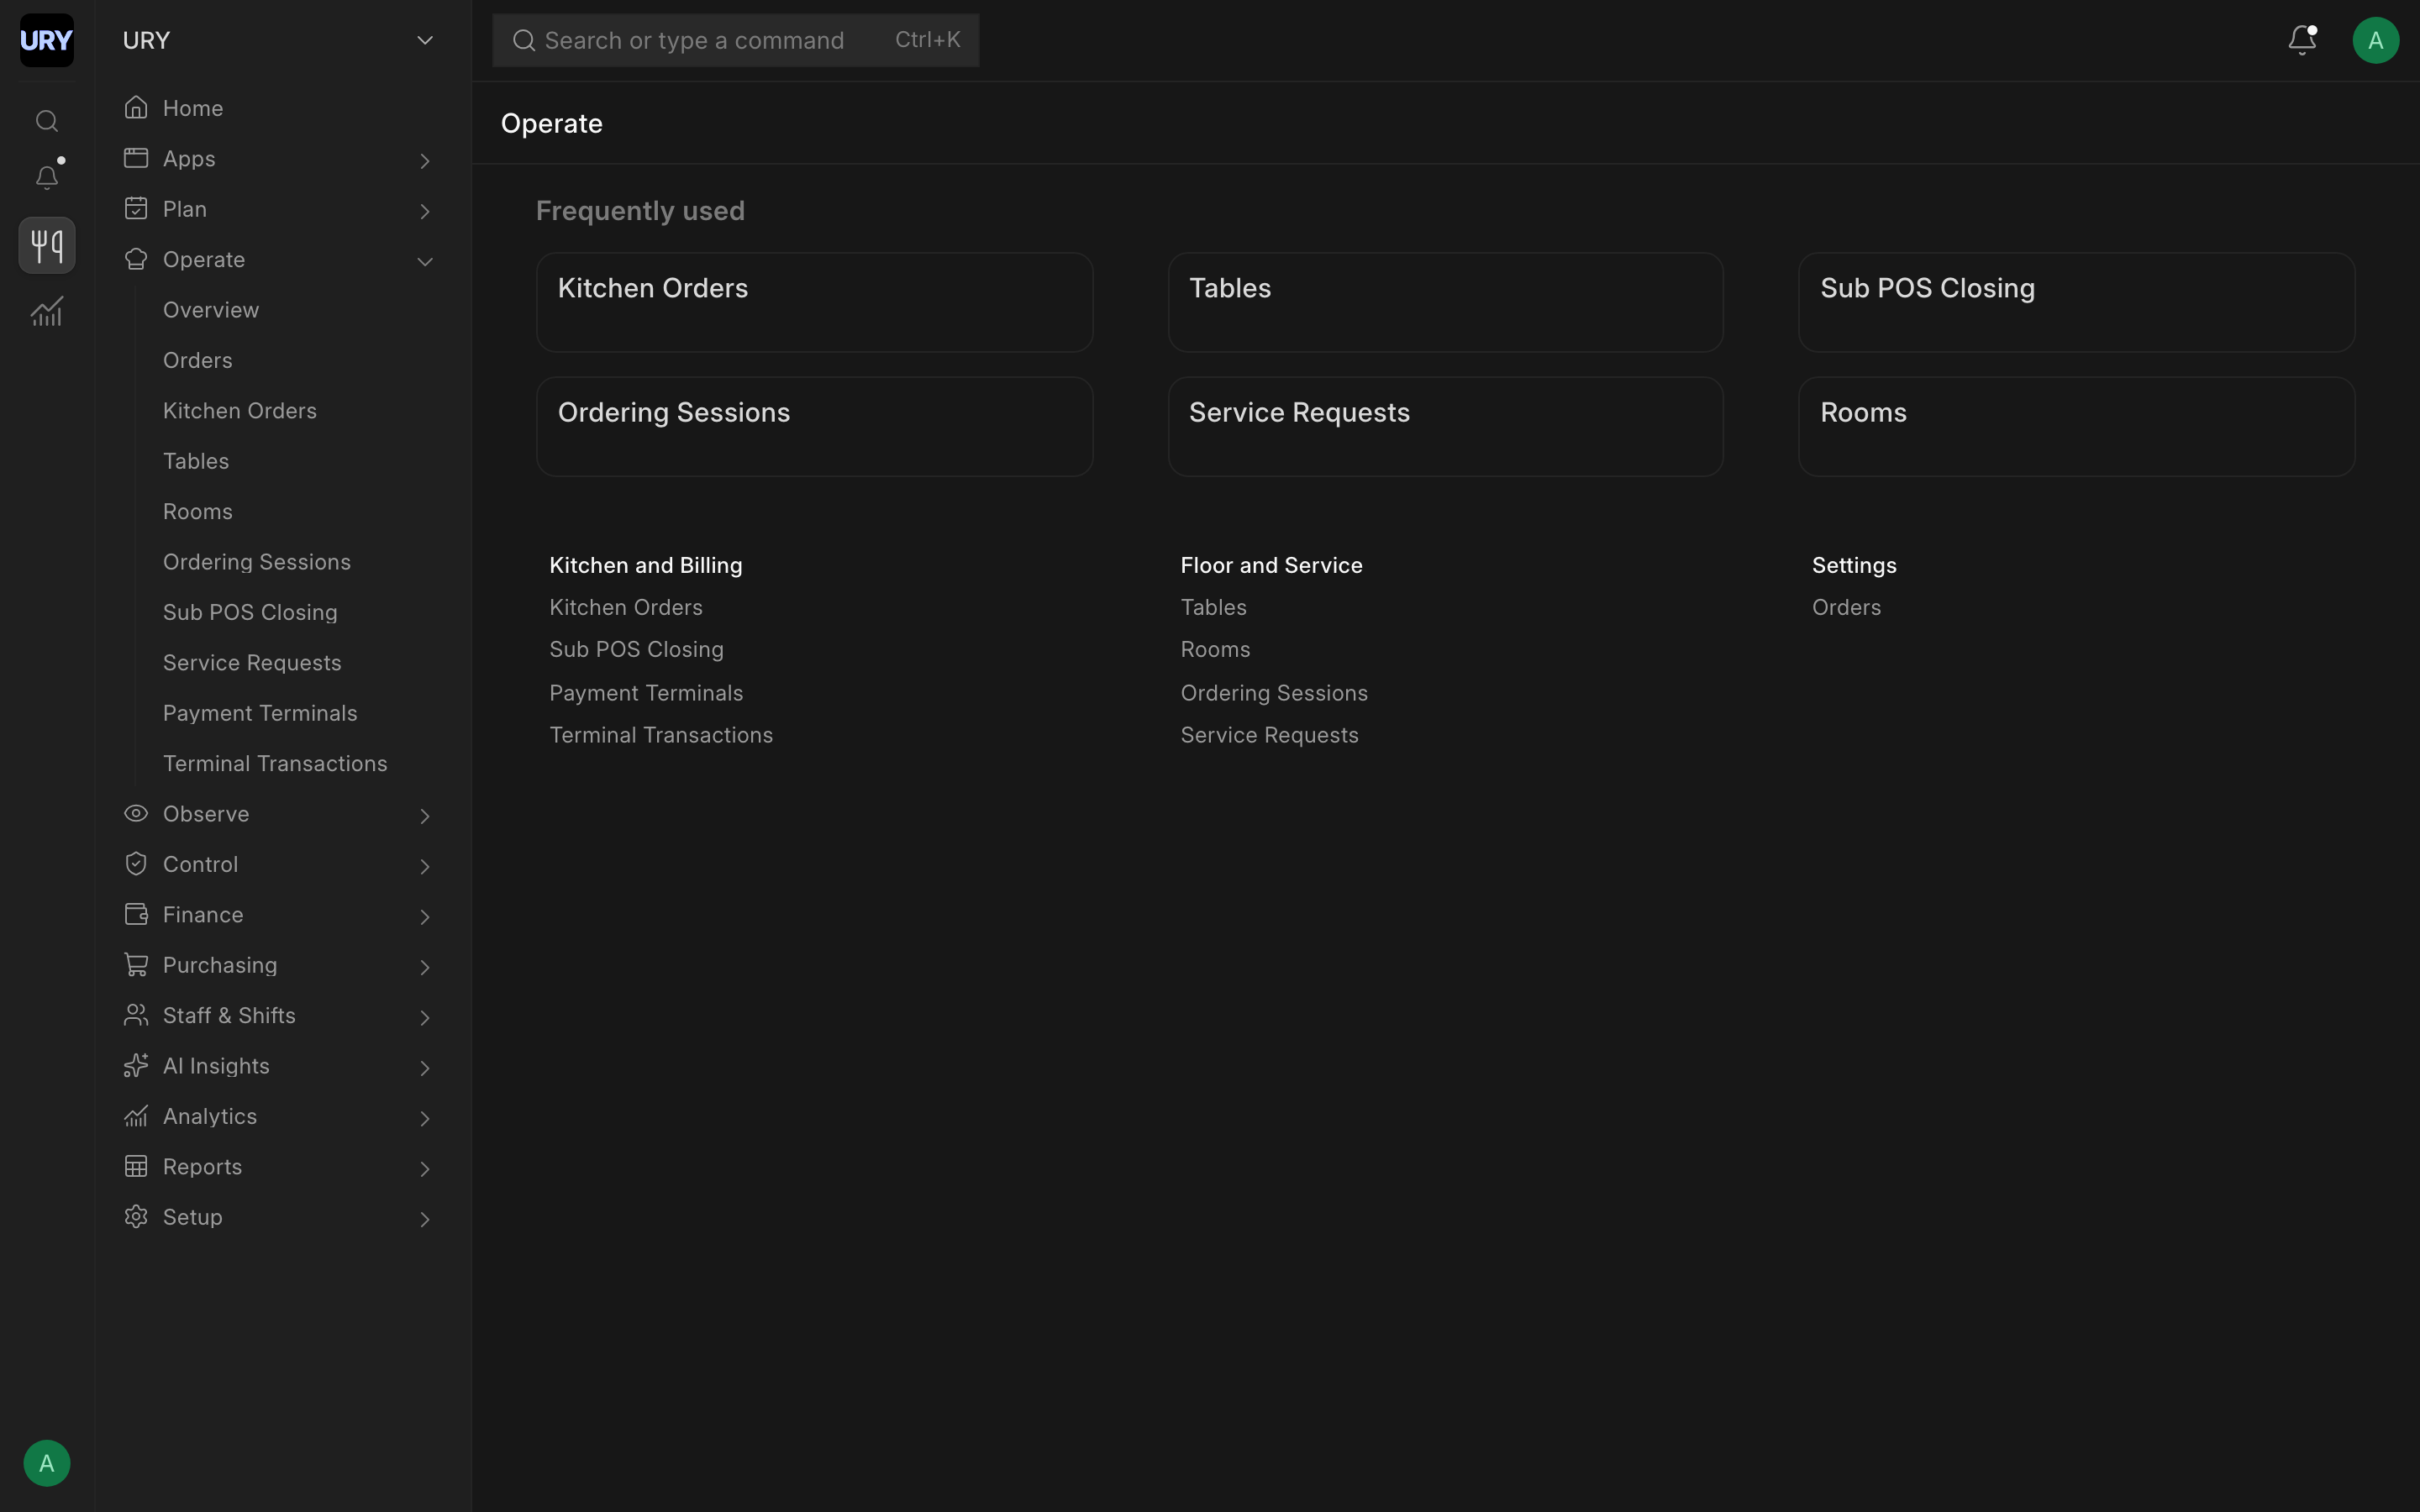 URY
URY
Home
Apps
Plan
Operate
Overview
Orders
Kitchen Orders
Tables
Rooms
Ordering Sessions
Sub POS Closing
Service Requests
Payment Terminals
Terminal Transactions
Observe
Control
Finance
Purchasing
Staff & Shifts
AI Insights
Analytics
Reports
Setup
A
Search or type a command Ctrl+K
A
Operate
Frequently used
Kitchen Orders
Tables
Sub POS Closing
Ordering Sessions
Service Requests
Rooms
Kitchen and Billing
Kitchen Orders
Sub POS Closing
Payment Terminals
Terminal Transactions
Floor and Service
Tables
Rooms
Ordering Sessions
Service Requests
Settings
Orders